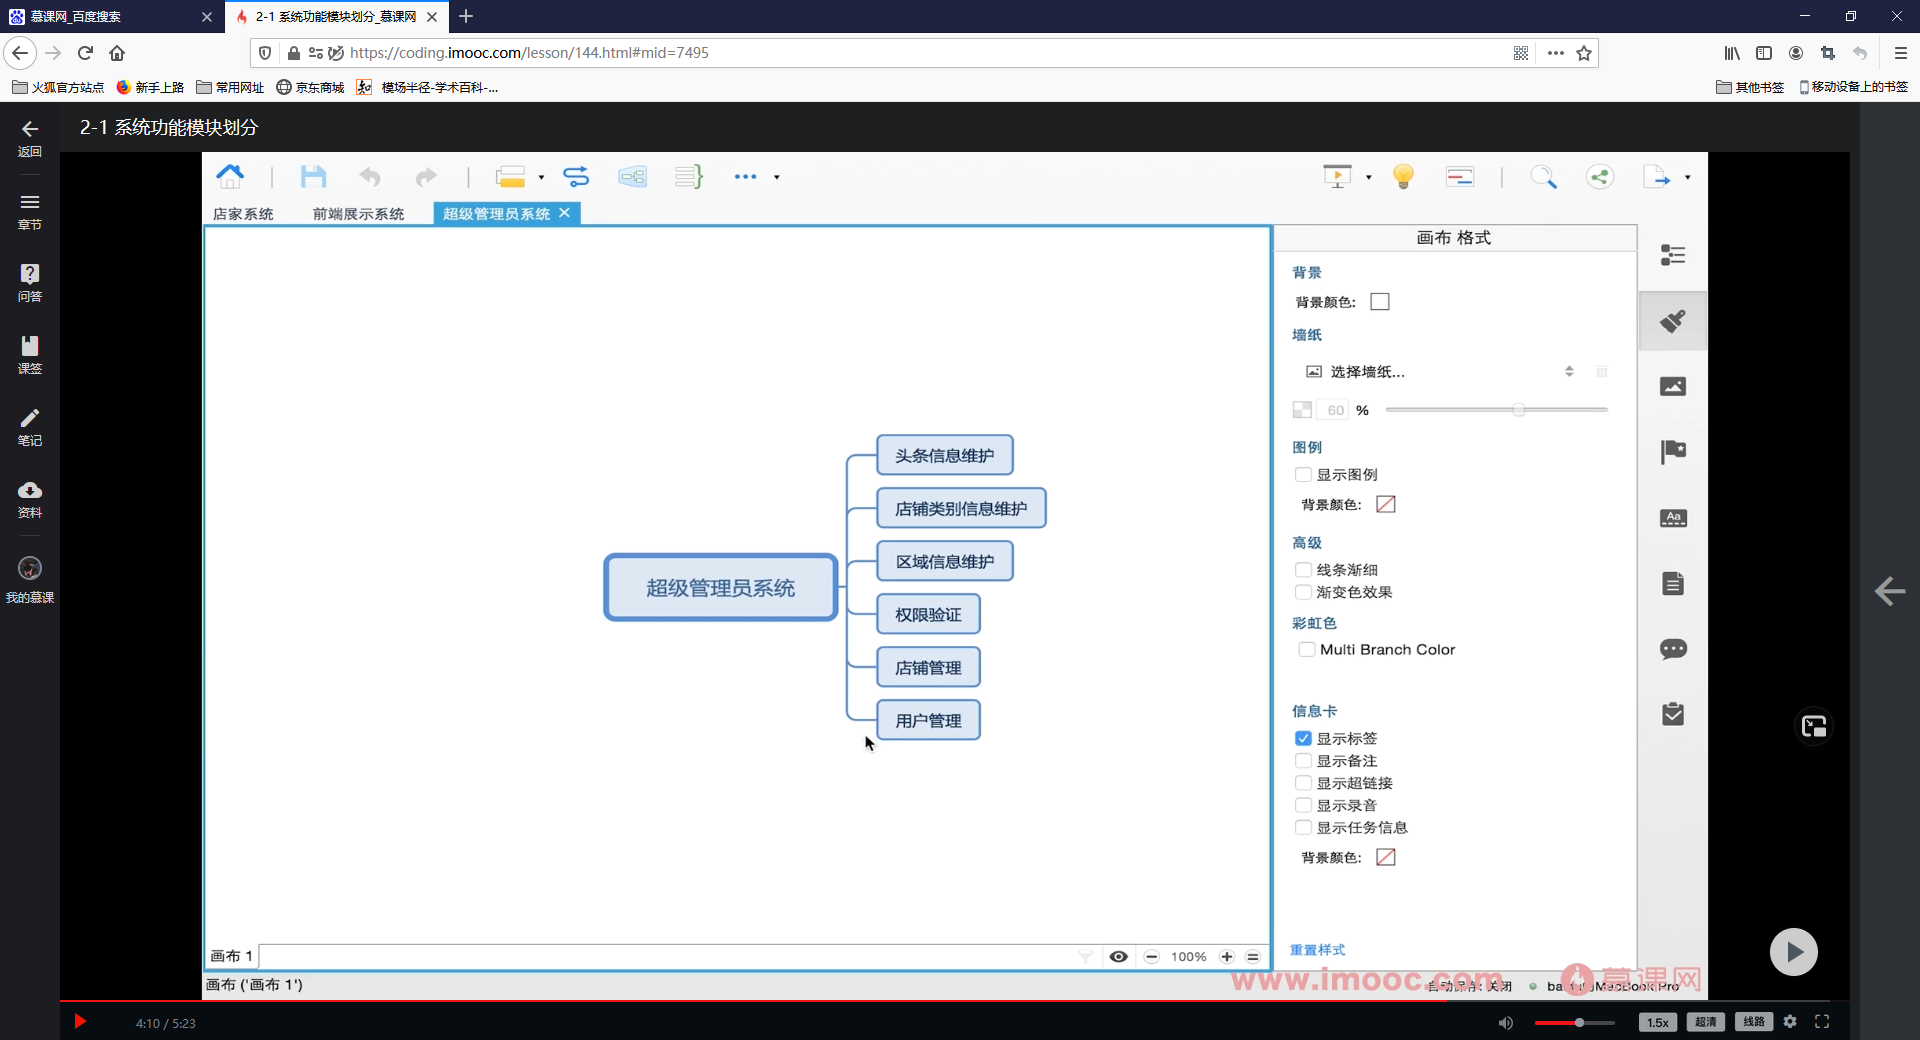 慕课网_百度搜索
2-1 系统功能模块划分_慕课网
https://coding.imooc.com/lesson/144.html#mid=7495
火狐官方站点 新手上路 常用网址 京东商城 模场半径-学术百科-... 其他书签 移动设备上的书签
返回
2-1 系统功能模块划分
章节
问答
课签
笔记
资料
我的慕课
店家系统 前端展示系统 超级管理员系统
画布 格式
背景
背景颜色:
墙纸
选择墙纸...
60 %
图例
显示图例
背景颜色:
高级
线条渐细
渐变色效果
彩虹色
Multi Branch Color
信息卡
显示标签
显示备注
显示超链接
显示录音
显示任务信息
背景颜色:
重置样式
超级管理员系统
头条信息维护
店铺类别信息维护
区域信息维护
权限验证
店铺管理
用户管理
画布 1
100%
画布 ('画布 1')
www.imooc.com
慕课网
自动保存: 关闭
4:10 / 5:23
1.5x 超清 线路